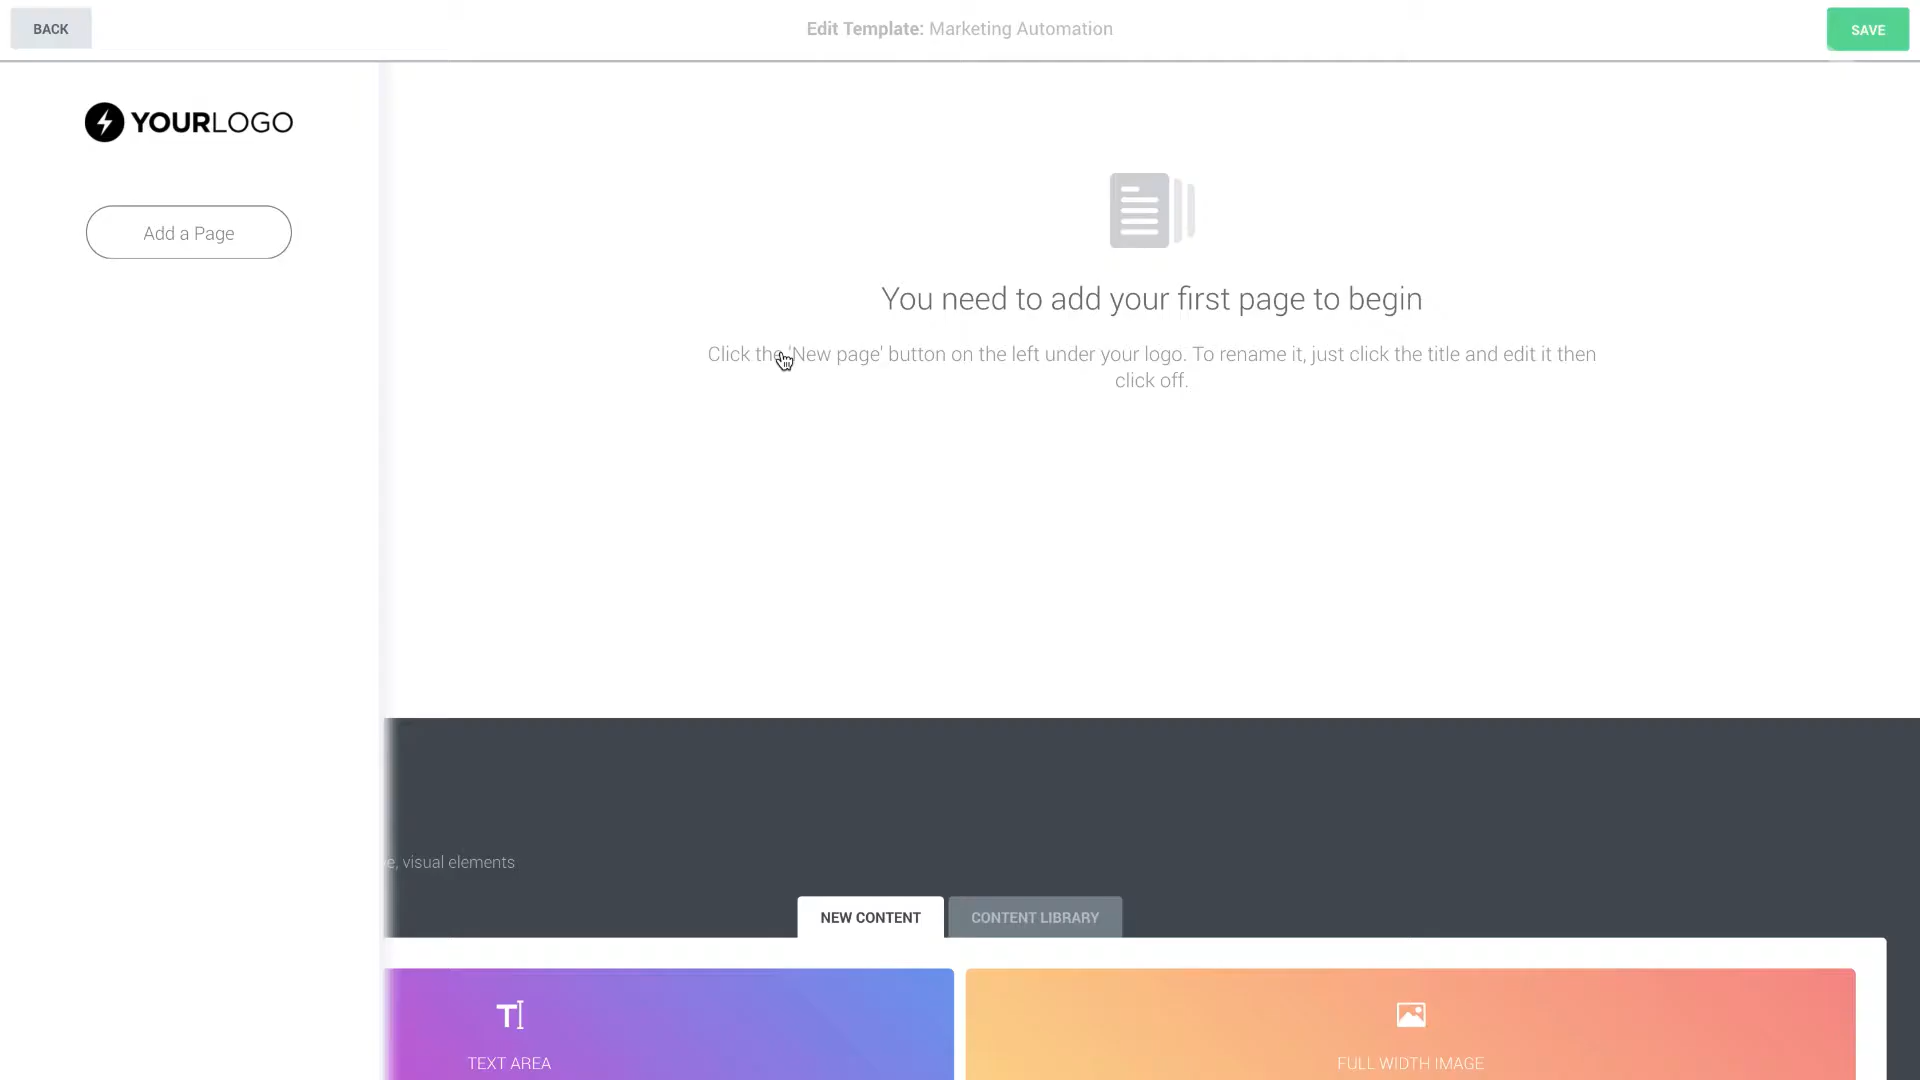 BACK
Edit Template: Marketing Automation
SAVE
YOURLOGO
Add a Page
You need to add your first page to begin
Click the 'New page' button on the left under your logo. To rename it, just click the title and edit it then
click off.
visual elements
NEW CONTENT
CONTENT LIBRARY
TEXT AREA
FULL WIDTH IMAGE